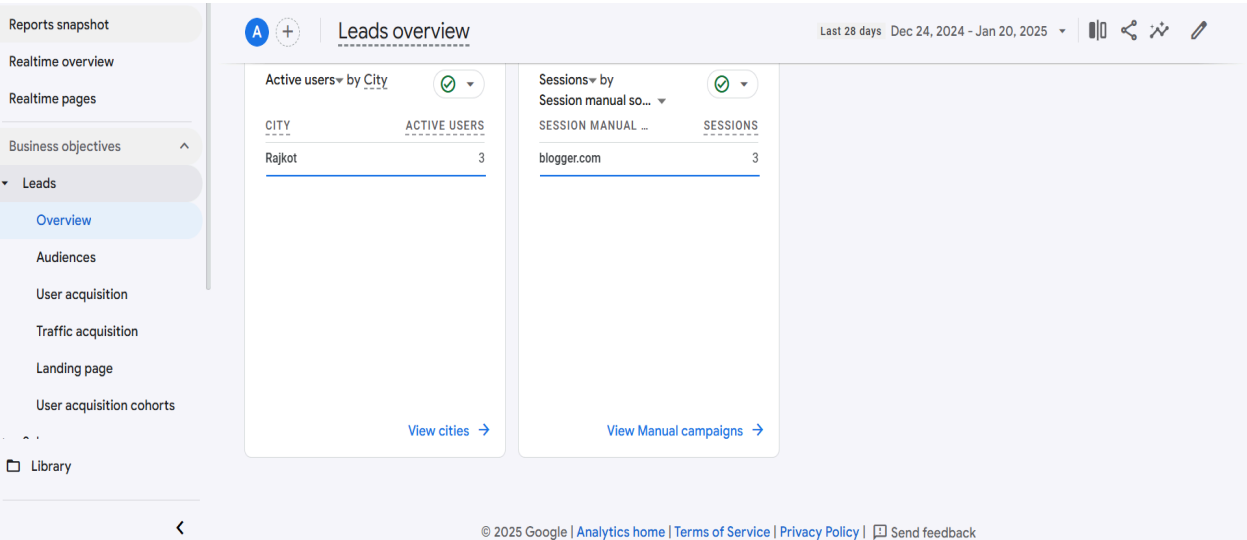 Reports snapshot
Realtime overview
Realtime pages
Business objectives
Leads
Overview
Audiences
User acquisition
Traffic acquisition
Landing page
User acquisition cohorts
Library
A
Leads overview
Last 28 days Dec 24, 2024 - Jan 20, 2025
Active users by City
CITY ACTIVE USERS
Rajkot 3
View cities
Sessions by
Session manual so...
SESSION MANUAL ... SESSIONS
blogger.com 3
View Manual campaigns
© 2025 Google | Analytics home | Terms of Service | Privacy Policy | Send feedback